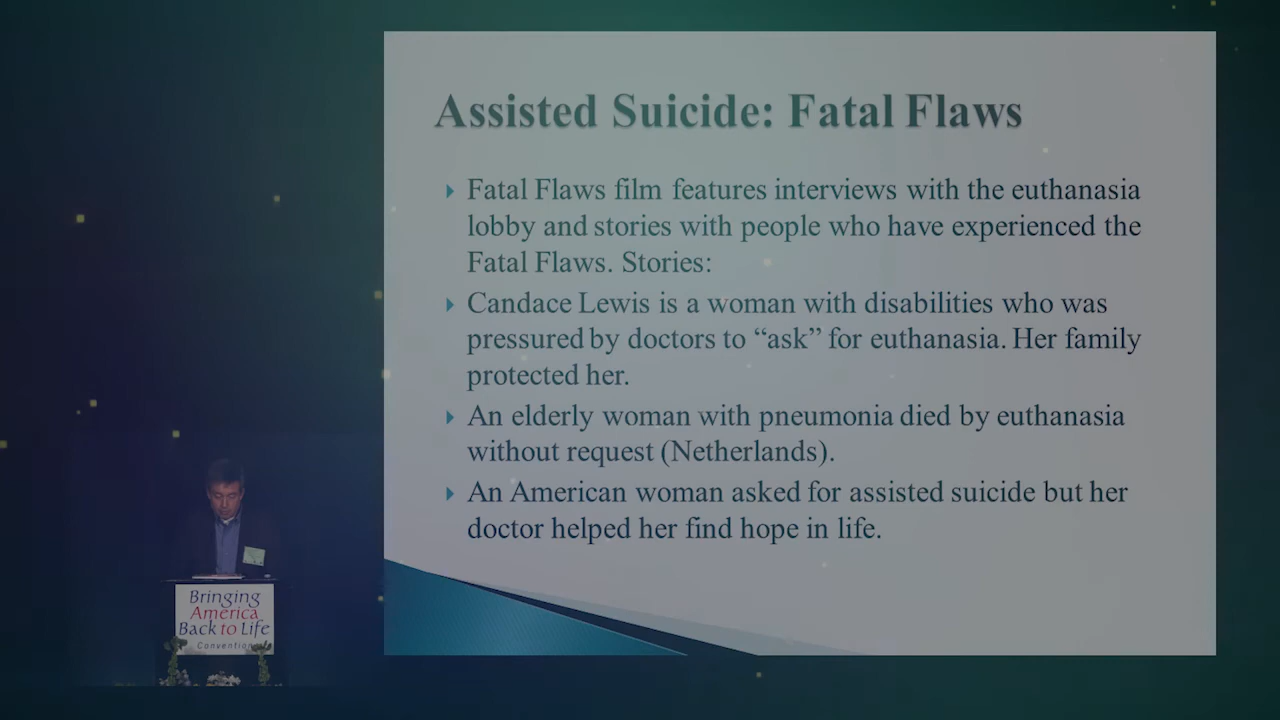 Assisted Suicide: Fatal Flaws
Fatal Flaws film features interviews with the euthanasia
lobby and stories with people who have experienced the
Fatal Flaws. Stories:
Candace Lewis is a woman with disabilities who was
pressured by doctors to “ask” for euthanasia. Her family
protected her.
An elderly woman with pneumonia died by euthanasia
without request (Netherlands).
An American woman asked for assisted suicide but her
doctor helped her find hope in life.
Bringing
America
Back to Life
Convention